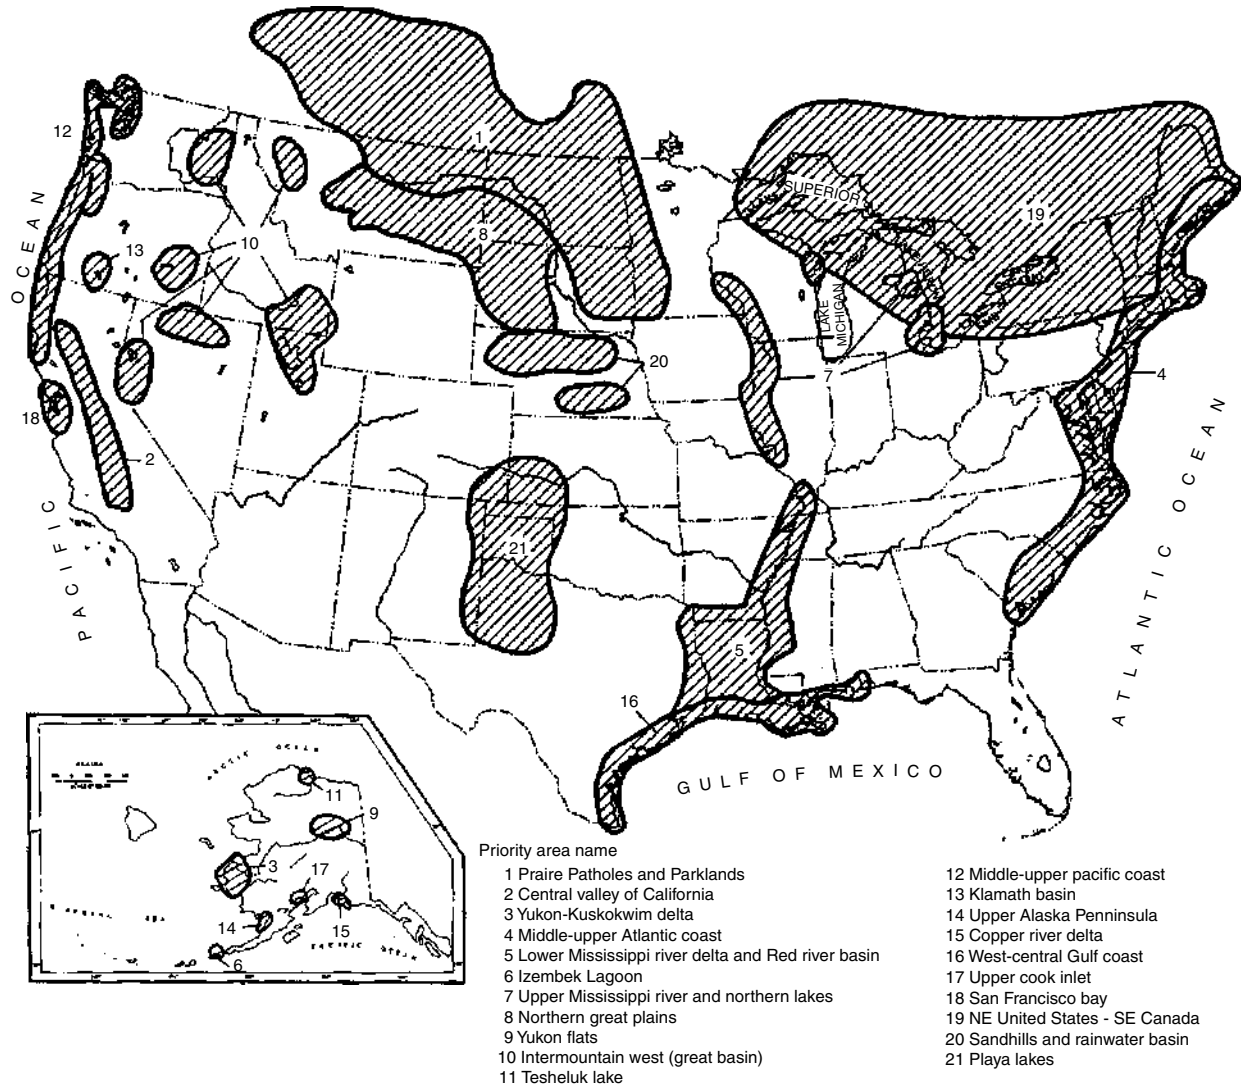 12
1
SUPERIOR
19
OCEAN
13
10
8
LAKE
MICHIGAN
20
7
4
18
2
PACIFIC
21
ATLANTIC OCEAN
5
16
GULF OF MEXICO
ALASKA
ARCTIC OCEAN
11
9
3
17
14
15
6
PACIFIC OCEAN
Priority area name
1 Praire Patholes and Parklands
2 Central valley of California
3 Yukon-Kuskokwim delta
4 Middle-upper Atlantic coast
5 Lower Mississippi river delta and Red river basin
6 Izembek Lagoon
7 Upper Mississippi river and northern lakes
8 Northern great plains
9 Yukon flats
10 Intermountain west (great basin)
11 Tesheluk lake
12 Middle-upper pacific coast
13 Klamath basin
14 Upper Alaska Penninsula
15 Copper river delta
16 West-central Gulf coast
17 Upper cook inlet
18 San Francisco bay
19 NE United States - SE Canada
20 Sandhills and rainwater basin
21 Playa lakes